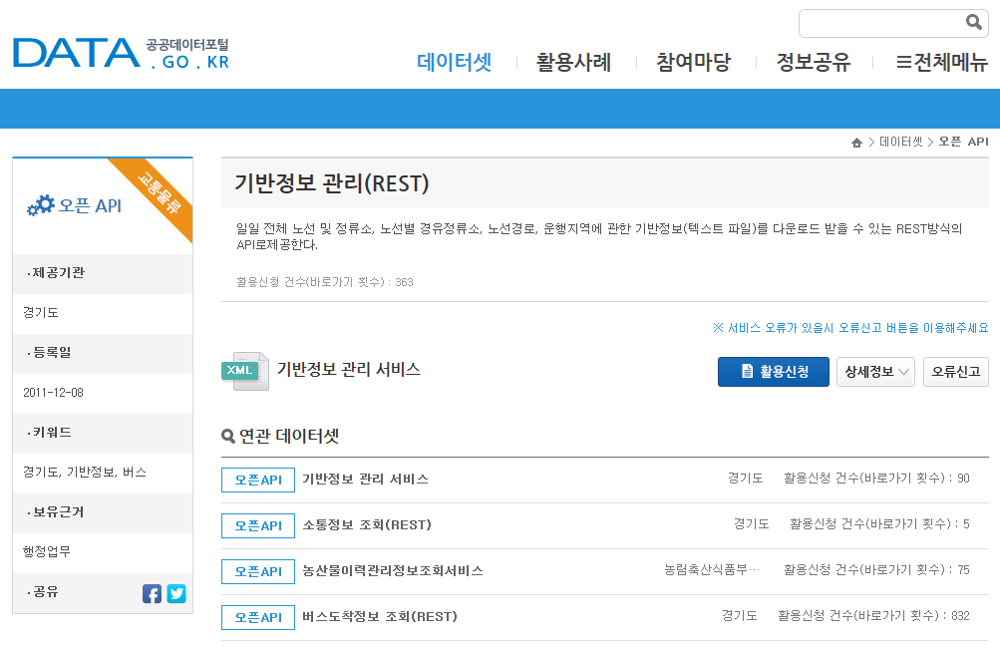 DATA 공공데이터포털
. GO . KR
데이터셋 활용사례 참여마당 정보공유 전체메뉴
> 데이터셋 > 오픈 API
오픈 API
교통물류
· 제공기관
경기도
· 등록일
2011-12-08
· 키워드
경기도, 기반정보, 버스
· 보유근거
행정업무
· 공유
기반정보 관리(REST)
일일 전체 노선 및 정류소, 노선별 경유정류소, 노선경로, 운행지역에 관한 기반정보(텍스트 파일)를 다운로드 받을 수 있는 REST방식의
API로제공한다.
활용신청 건수(바로가기 횟수) : 363
※ 서비스 오류가 있을시 오류신고 버튼을 이용해주세요
XML 기반정보 관리 서비스 활용신청 상세정보 오류신고
연관 데이터셋
오픈API 기반정보 관리 서비스 경기도 활용신청 건수(바로가기 횟수) : 90
오픈API 소통정보 조회(REST) 경기도 활용신청 건수(바로가기 횟수) : 5
오픈API 농산물이력관리정보조회서비스 농림축산식품부··· 활용신청 건수(바로가기 횟수) : 75
오픈API 버스도착정보 조회(REST) 경기도 활용신청 건수(바로가기 횟수) : 832